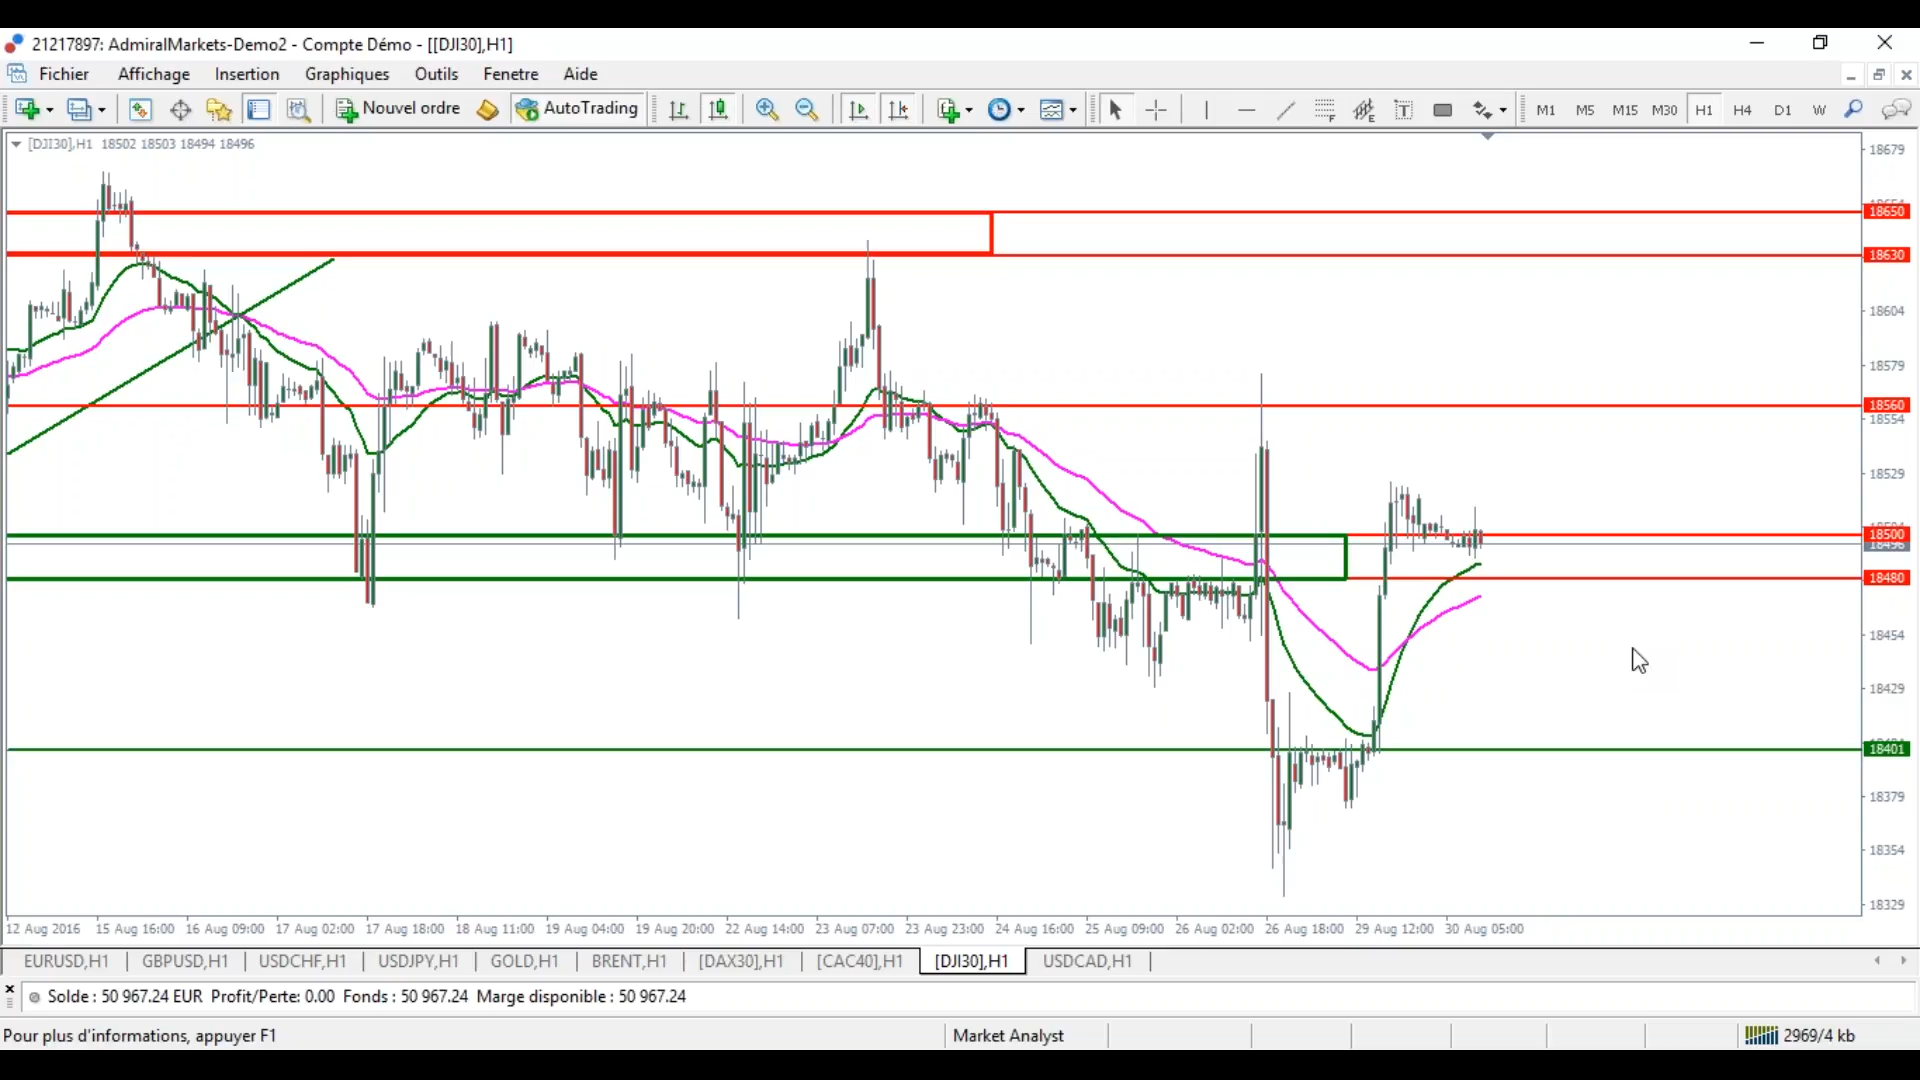 21217897: AdmiralMarkets-Demo2 - Compte Démo - [[DJI30],H1]
Fichier Affichage Insertion Graphiques Outils Fenetre Aide
Nouvel ordre AutoTrading M1 M5 M15 M30 H1 H4 D1 W
[DJI30],H1 18502 18503 18494 18496
18679
18650
18630
18604
18579
18560
18554
18529
18500
18480
18454
18429
18401
18379
18354
18329
12 Aug 2016 15 Aug 16:00 16 Aug 09:00 17 Aug 02:00 17 Aug 18:00 18 Aug 11:00 19 Aug 04:00 19 Aug 20:00 22 Aug 14:00 23 Aug 07:00 23 Aug 23:00 24 Aug 16:00 25 Aug 09:00 26 Aug 02:00 26 Aug 18:00 29 Aug 12:00 30 Aug 05:00
EURUSD,H1 GBPUSD,H1 USDCHF,H1 USDJPY,H1 GOLD,H1 BRENT,H1 [DAX30],H1 [CAC40],H1 [DJI30],H1 USDCAD,H1
Solde : 50 967.24 EUR Profit/Perte: 0.00 Fonds : 50 967.24 Marge disponible : 50 967.24
Pour plus d'informations, appuyer F1 Market Analyst 2969/4 kb